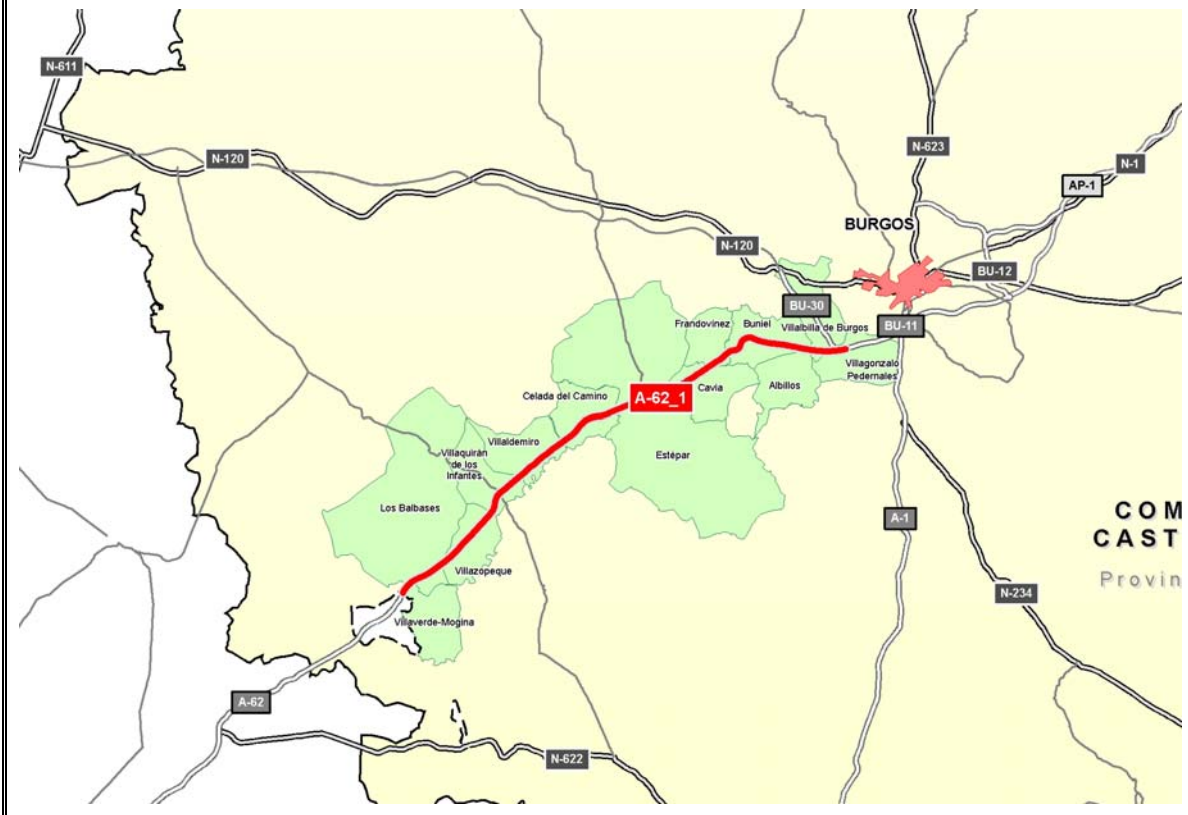 N-611
N-120
N-623
N-1
AP-1
BURGOS
N-120
BU-12
BU-30
BU-11
Frandovínez
Buniel
Villalbilla de Burgos
Villagonzalo
Pedernales
Cavia
Albillos
A-62_1
Celada del Camino
Estépar
Villaldemiro
Villaquirán
de los
Infantes
Los Balbases
Villazopeque
Villaverde-Mogina
A-1
COM
CAST
Provin
N-234
A-62
N-622